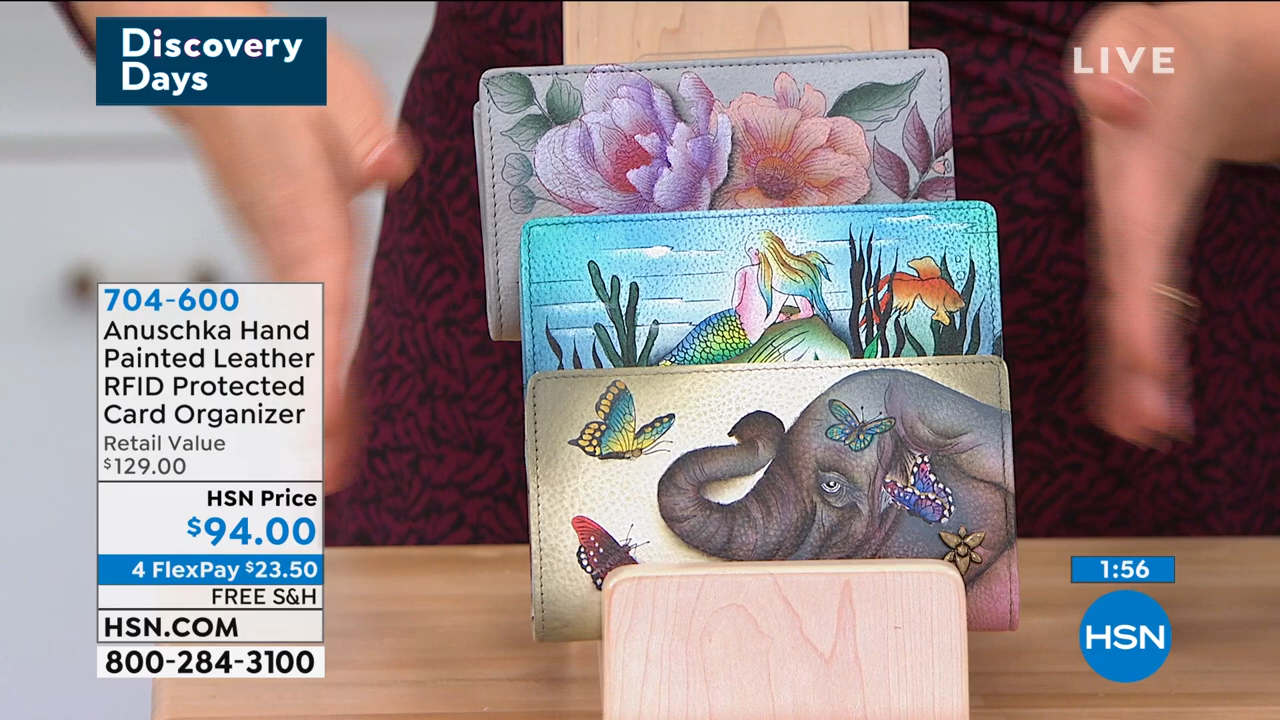 Discovery
Days
LIVE
704-600
Anuschka Hand
Painted Leather
RFID Protected
Card Organizer
Retail Value
$129.00
HSN Price
$94.00
4 FlexPay $23.50
FREE S&H
HSN.COM
800-284-3100
1:56
HSN